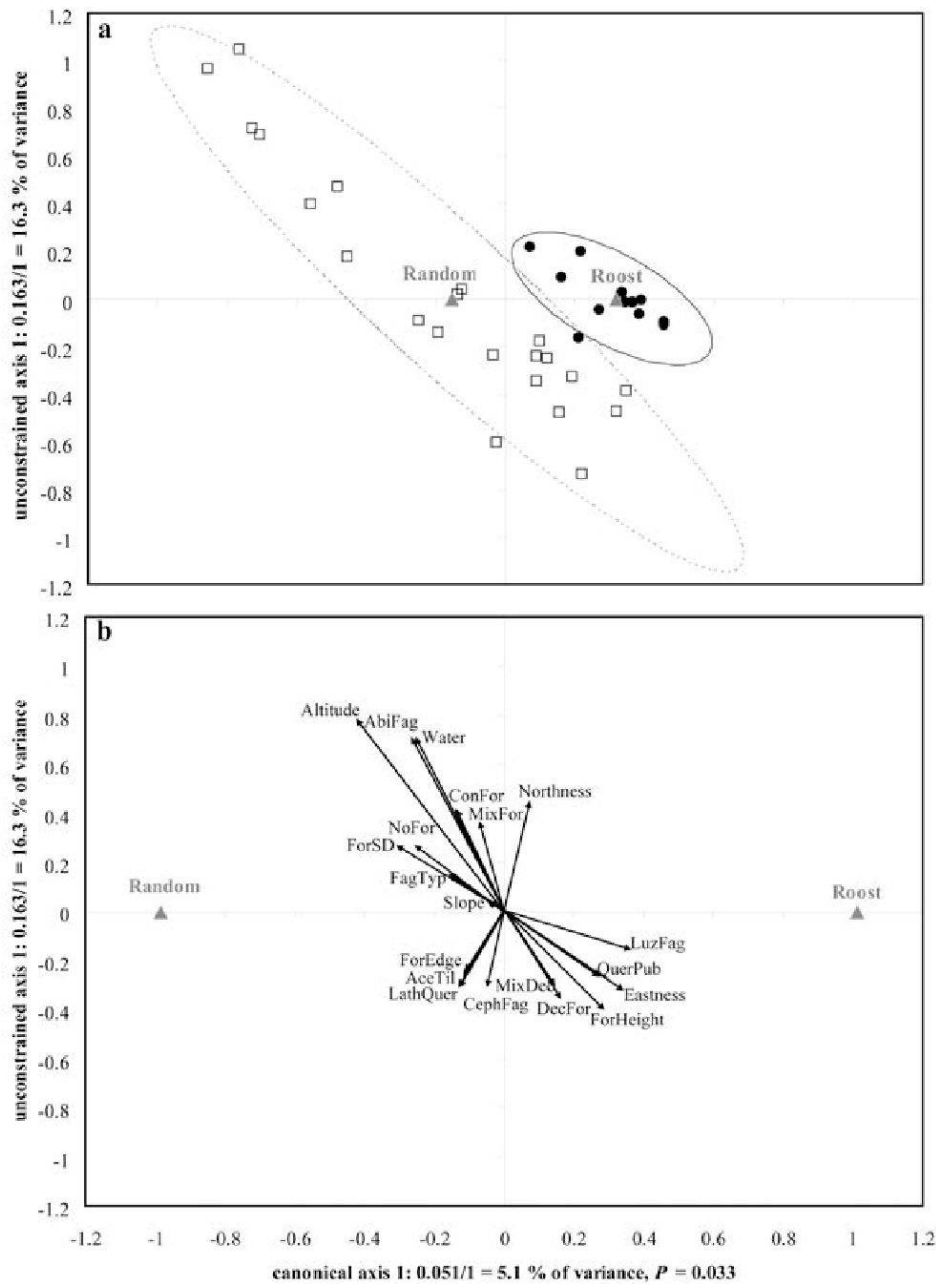 a
1.2
1
0.8
0.6
0.4
0.2
0
-0.2
-0.4
-0.6
-0.8
-1
-1.2
unconstrained axis 1: 0.163/1 = 16.3 % of variance
Random
Roost
b
1.2
1
0.8
0.6
0.4
0.2
0
-0.2
-0.4
-0.6
-0.8
-1
-1.2
unconstrained axis 1: 0.163/1 = 16.3 % of variance
Altitude
AbiFag
Water
ConFor
Northness
MixFor
NoFor
ForSD
FagTyp
Random
Roost
Slope
LuzFag
ForEdge
QuerPub
AceTil
MixDec
LathQuer
Eastness
CephFag
DecFor
ForHeight
-1.2 -1 -0.8 -0.6 -0.4 -0.2 0 0.2 0.4 0.6 0.8 1 1.2
canonical axis 1: 0.051/1 = 5.1 % of variance, P = 0.033